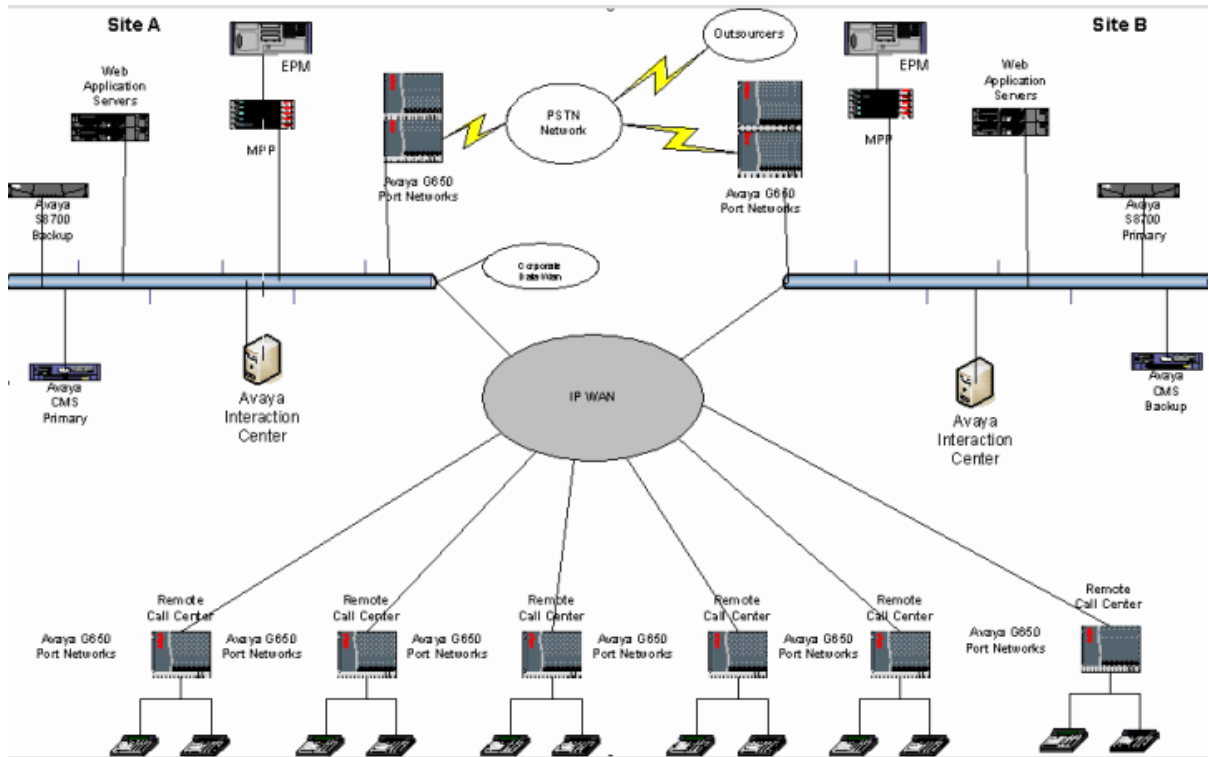 Site A
Site B
EPM
Outsourcers
EPM
Web
Application
Servers
PSTN
Network
Web
Application
Servers
MPP
MPP
Avaya G650
Port Networks
Avaya G650
Port Networks
Avaya
S8700
Backup
Avaya
S8700
Primary
Corporate
Data Wan
Avaya
CMS
Primary
Avaya
Interaction
Center
IP WAN
Avaya
Interaction
Center
Avaya
CMS
Backup
Remote
Call Center
Remote
Call Center
Remote
Call Center
Remote
Call Center
Remote
Call Center
Remote
Call Center
Avaya G650
Port Networks
Avaya G650
Port Networks
Avaya G650
Port Networks
Avaya G650
Port Networks
Avaya G650
Port Networks
Avaya G650
Port Networks